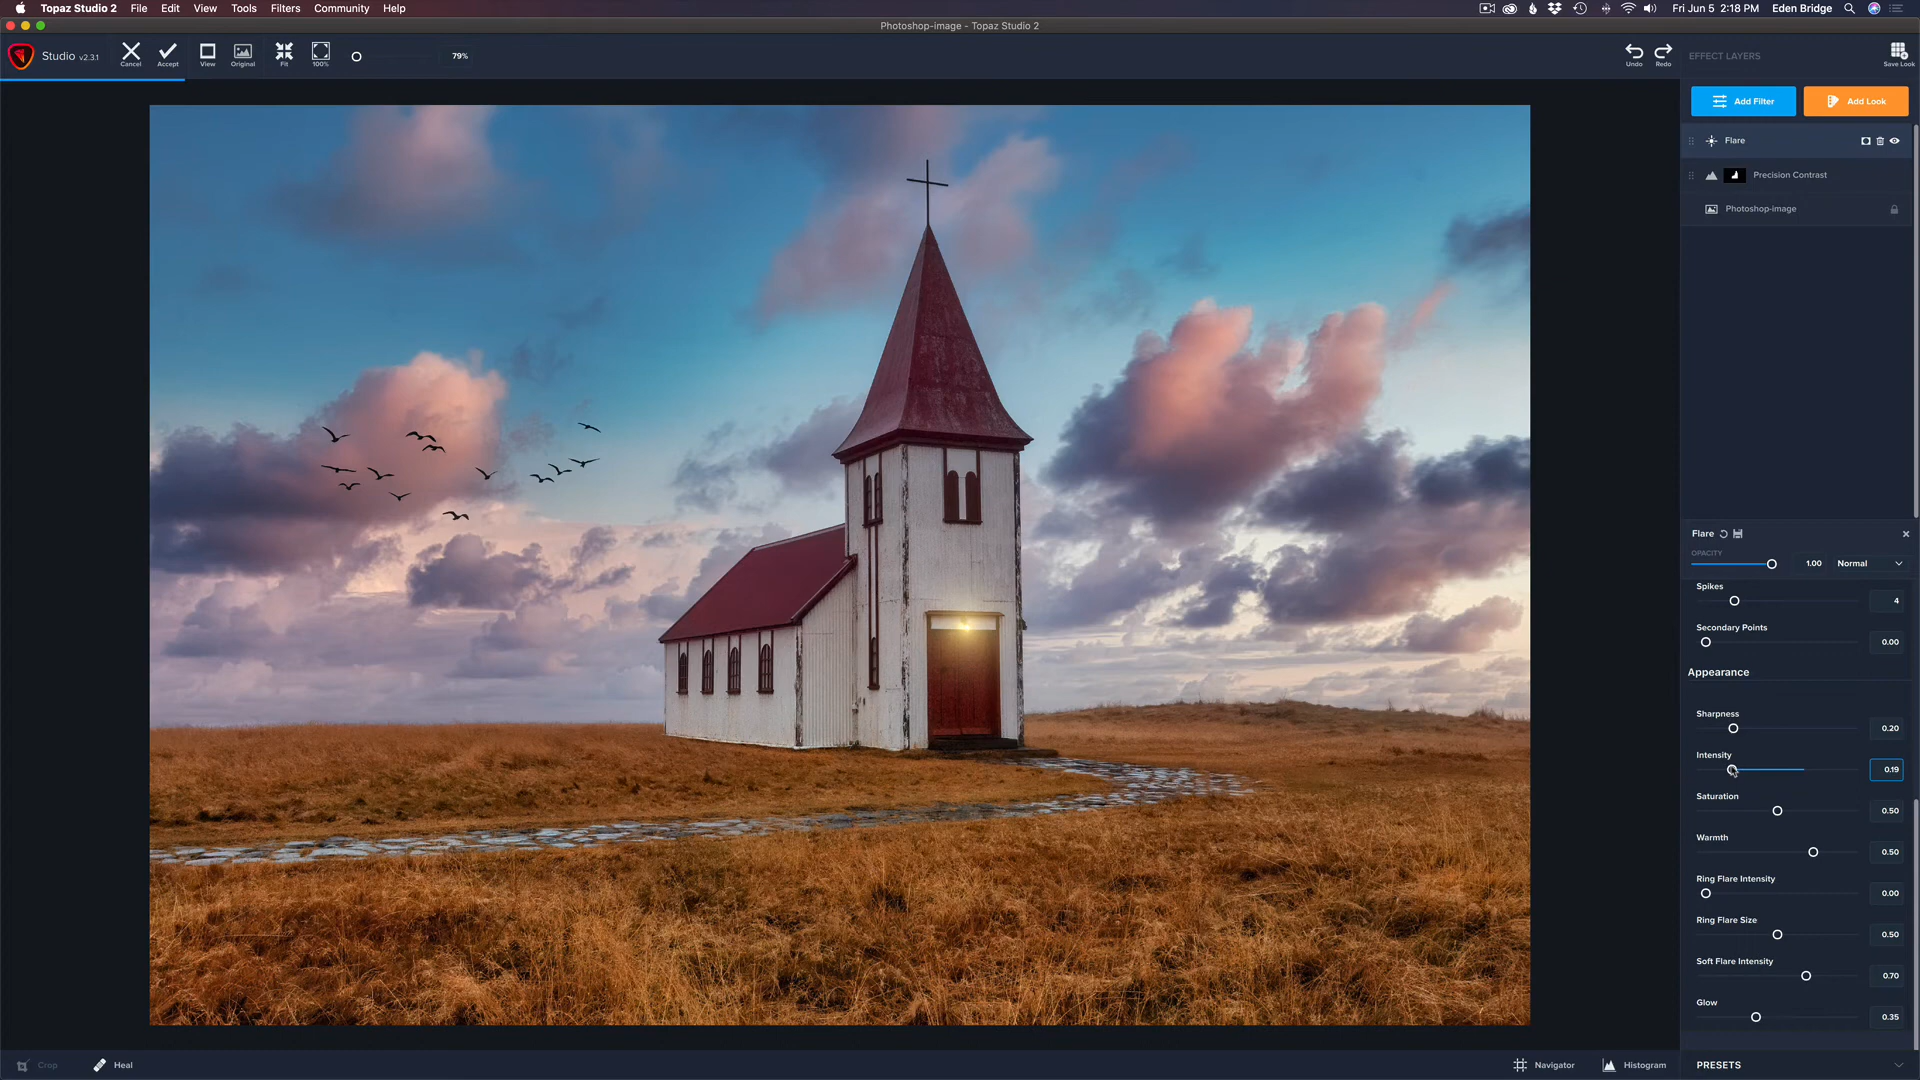 Topaz Studio 2 File Edit View Tools Filters Community Help Fri Jun 5 2:18 PM Eden Bridge
Photoshop-image - Topaz Studio 2
Studio v2.3.1 Cancel Accept View Original Fit 100% 79% Undo Redo EFFECT LAYERS Save Look
Add Filter Add Look
Flare
Precision Contrast
Photoshop-image
Flare
OPACITY
1.00 Normal
Spikes
4
Secondary Points
0.00
Appearance
Sharpness
0.20
Intensity
0.19
Saturation
0.50
Warmth
0.50
Ring Flare Intensity
0.00
Ring Flare Size
0.50
Soft Flare Intensity
0.70
Glow
0.35
Crop Heal Navigator Histogram PRESETS